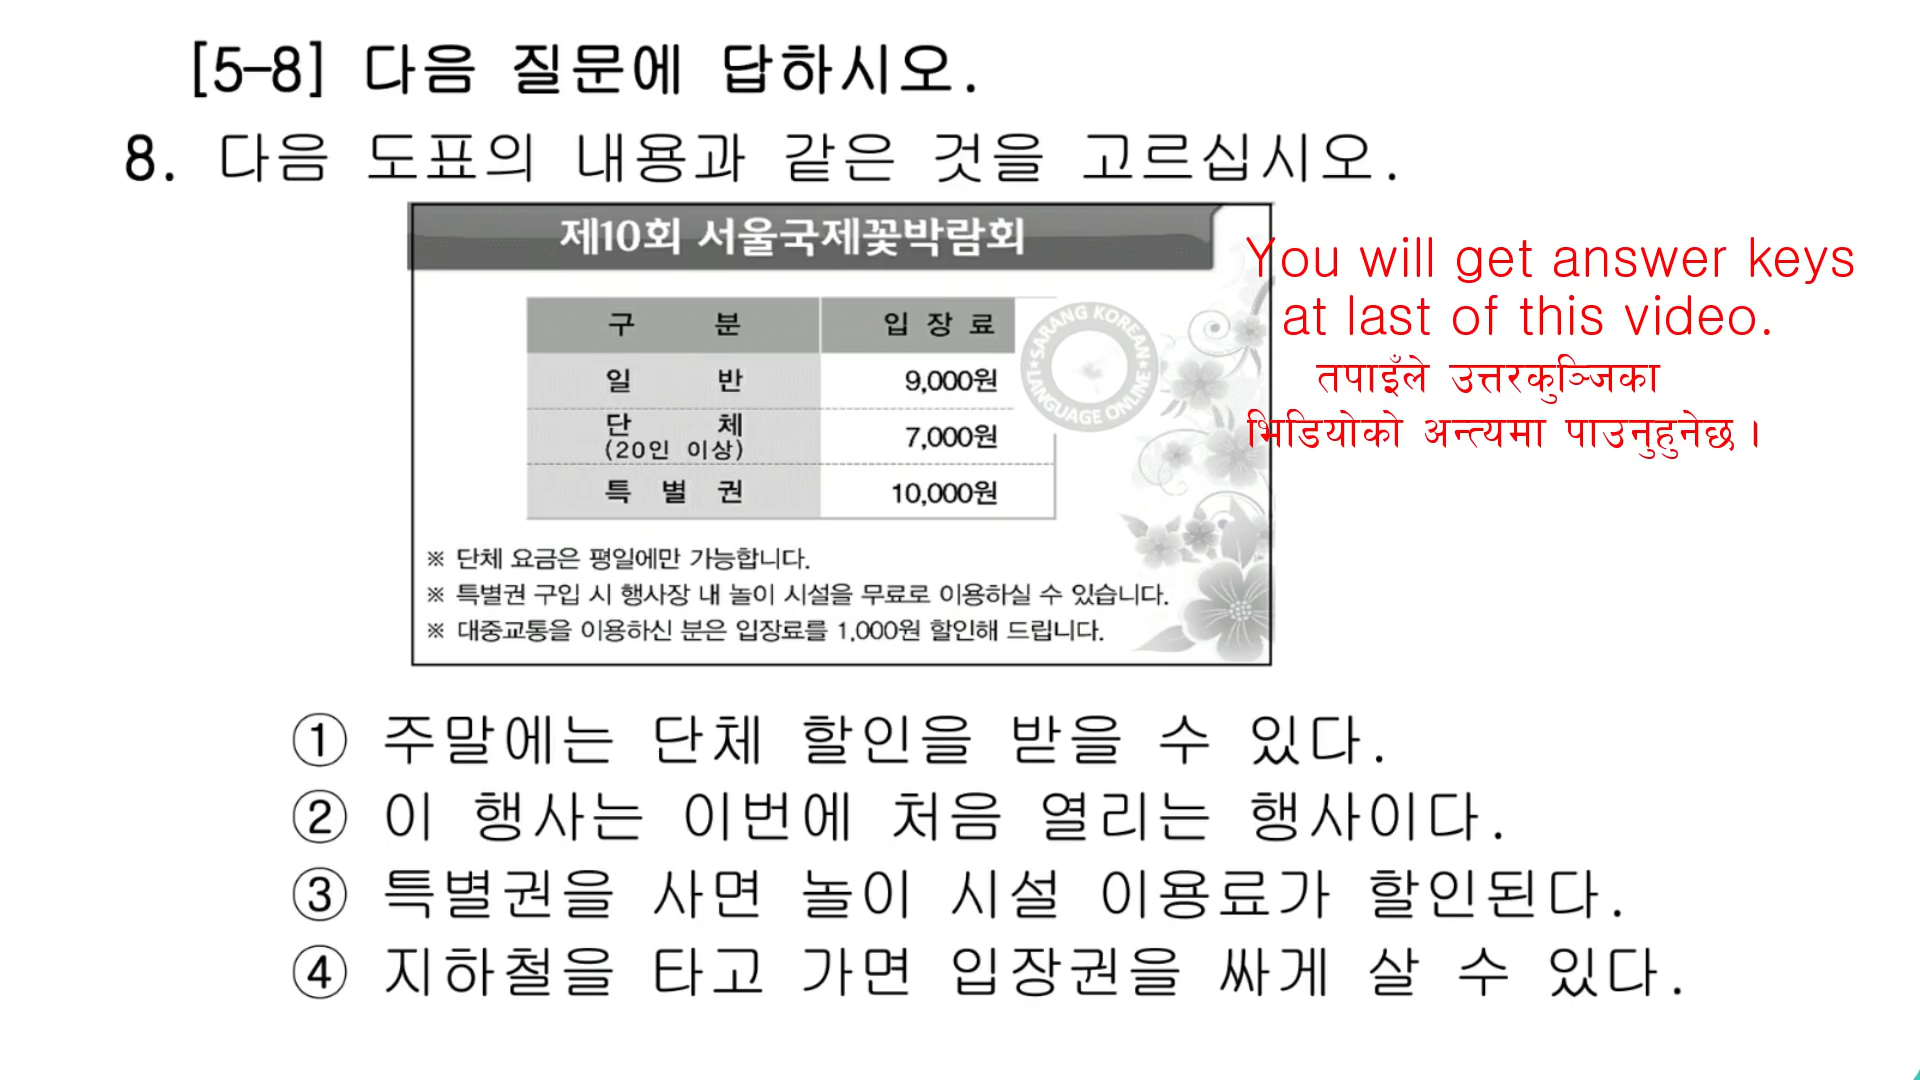 [5-8] 다음 질문에 답하시오.
8. 다음 도표의 내용과 같은 것을 고르십시오.
제10회 서울국제꽃박람회
구 분 입 장 료
일 반 9,000원
단 체 7,000원
(20인 이상)
특 별 권 10,000원
※ 단체 요금은 평일에만 가능합니다.
※ 특별권 구입 시 행사장 내 놀이 시설을 무료로 이용하실 수 있습니다.
※ 대중교통을 이용하신 분은 입장료를 1,000원 할인해 드립니다.
SARANG KOREAN
LANGUAGE ONLINE
You will get answer keys
at last of this video.
तपाइँले उत्तरकुञ्जिका
भिडियोको अन्त्यमा पाउनुहुनेछ ।
① 주말에는 단체 할인을 받을 수 있다.
② 이 행사는 이번에 처음 열리는 행사이다.
③ 특별권을 사면 놀이 시설 이용료가 할인된다.
④ 지하철을 타고 가면 입장권을 싸게 살 수 있다.